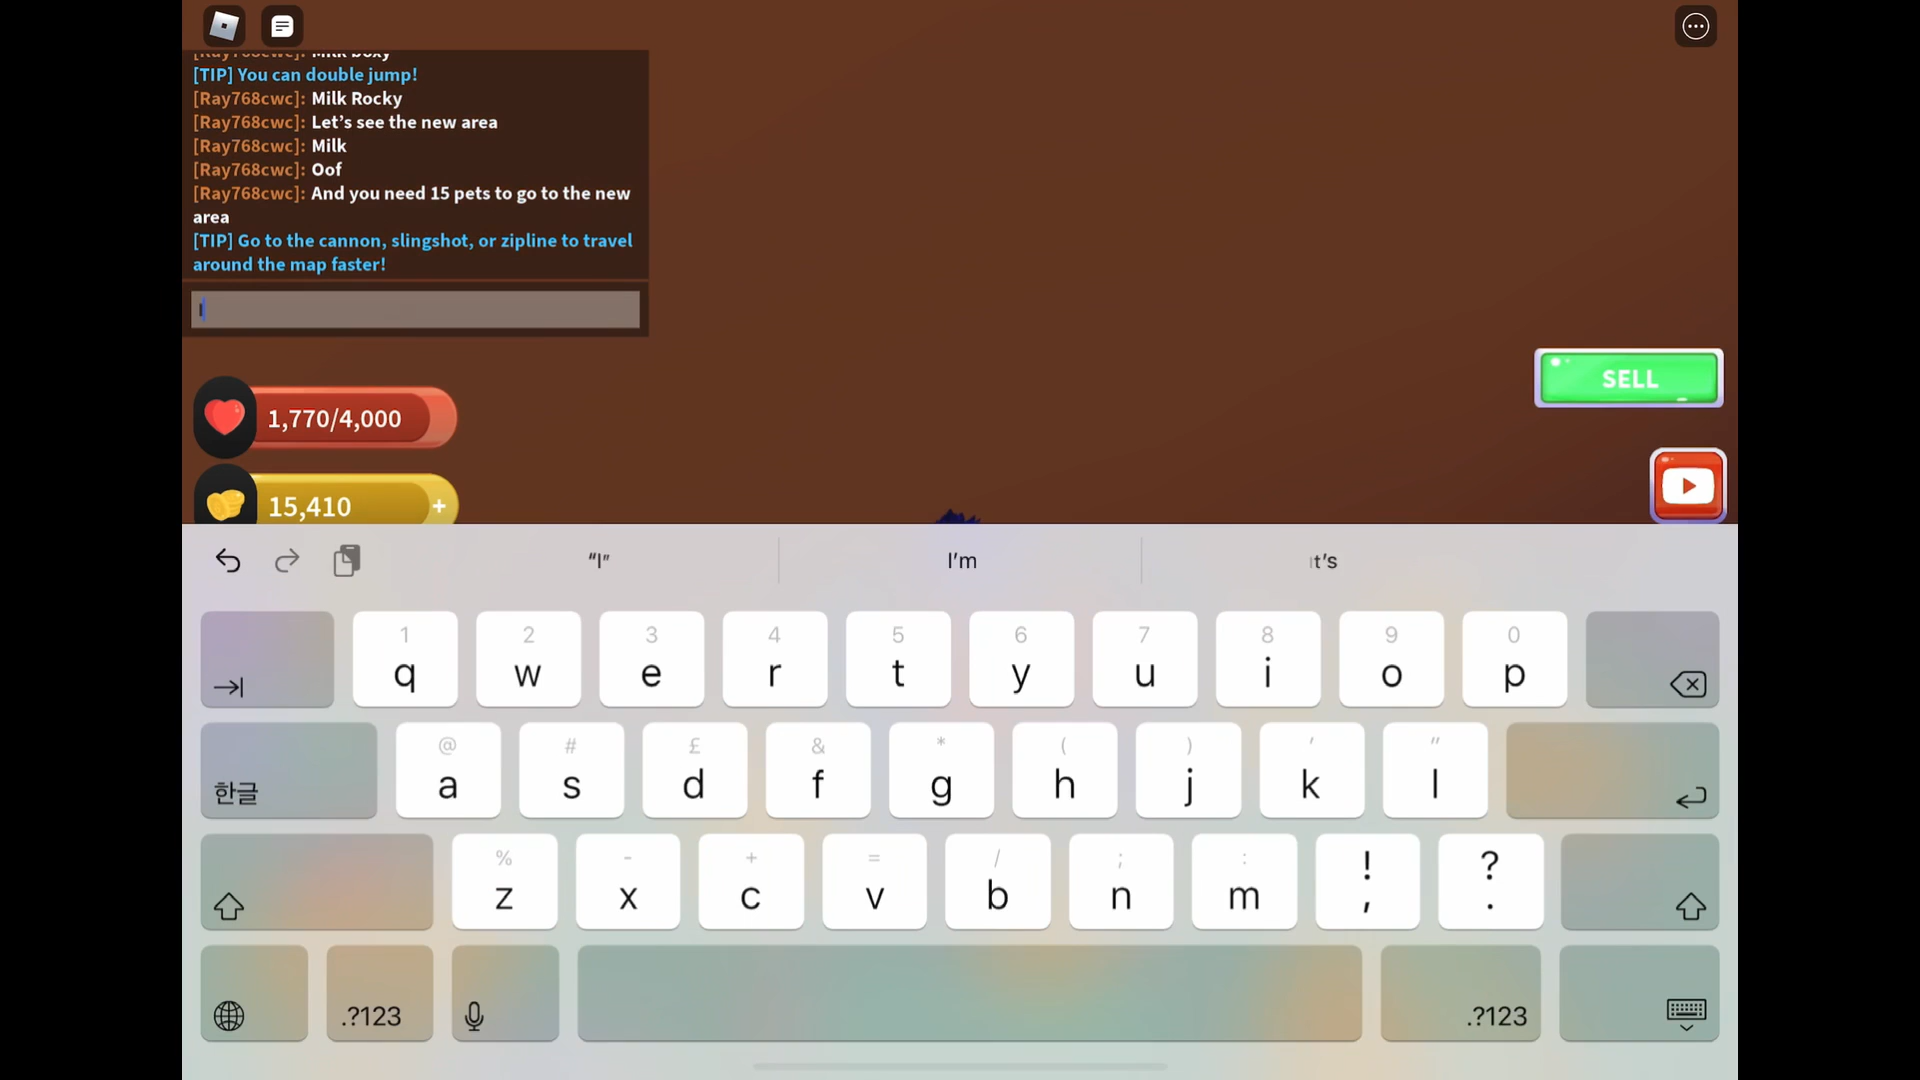 [Ray768cwc]: Milk boxy
[TIP] You can double jump!
[Ray768cwc]: Milk Rocky
[Ray768cwc]: Let’s see the new area
[Ray768cwc]: Milk
[Ray768cwc]: Oof
[Ray768cwc]: And you need 15 pets to go to the new
area
[TIP] Go to the cannon, slingshot, or zipline to travel
around the map faster!
I
SELL
1,770/4,000
15,410 +
“I” I’m it’s
1 2 3 4 5 6 7 8 9 0
q w e r t y u i o p
@ # £ & * ( ) ' "
한글 a s d f g h j k l
% - + = / ; : ! ?
z x c v b n m , .
.?123 .?123